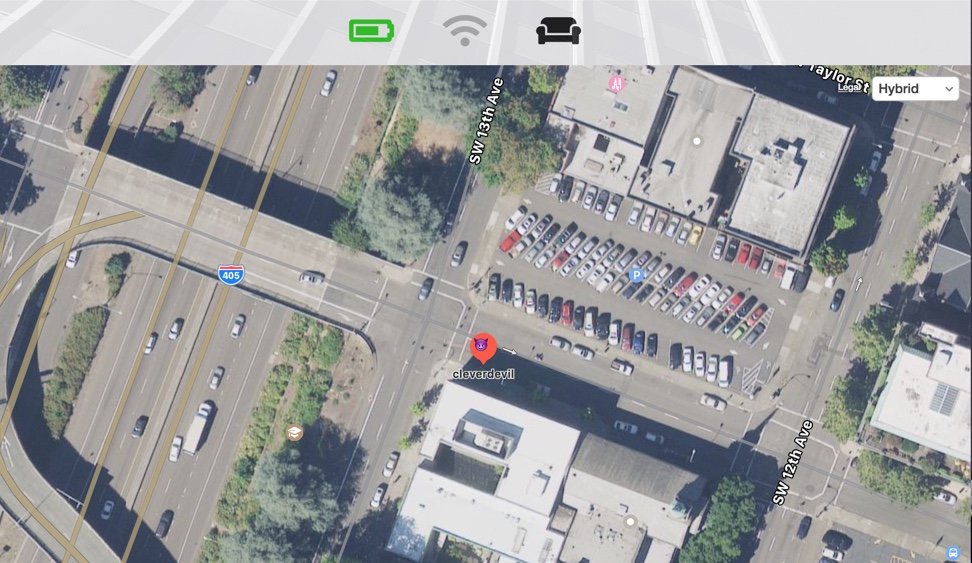 Taylor St
Legal
Hybrid
SW 13th Ave
405
P
cleverdevil
SW 12th Ave